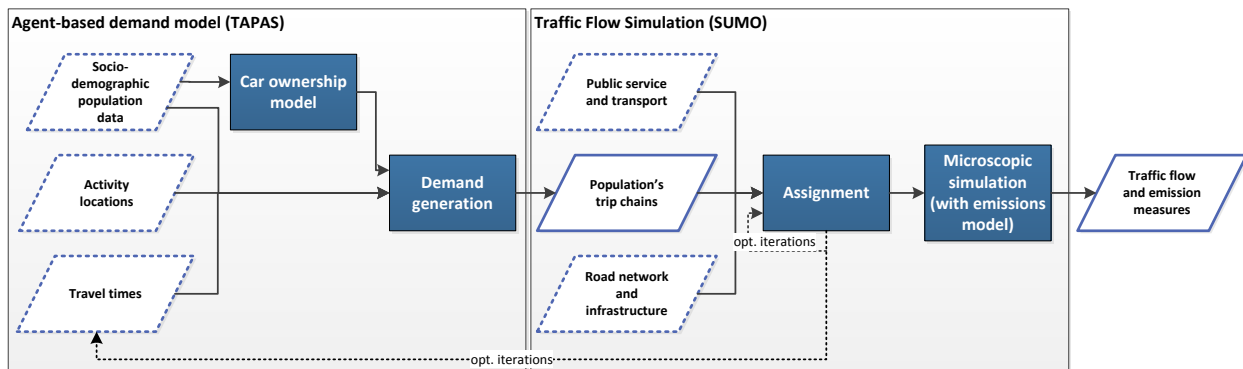 Agent-based demand model (TAPAS)
Socio-
demographic
population
data
Car ownership
model
Activity
locations
Demand
generation
Travel times
Traffic Flow Simulation (SUMO)
Public service
and transport
Population’s
trip chains
Assignment
Microscopic
simulation
(with emissions
model)
Traffic flow
and emission
measures
opt. iterations
Road network
and
infrastructure
opt. iterations